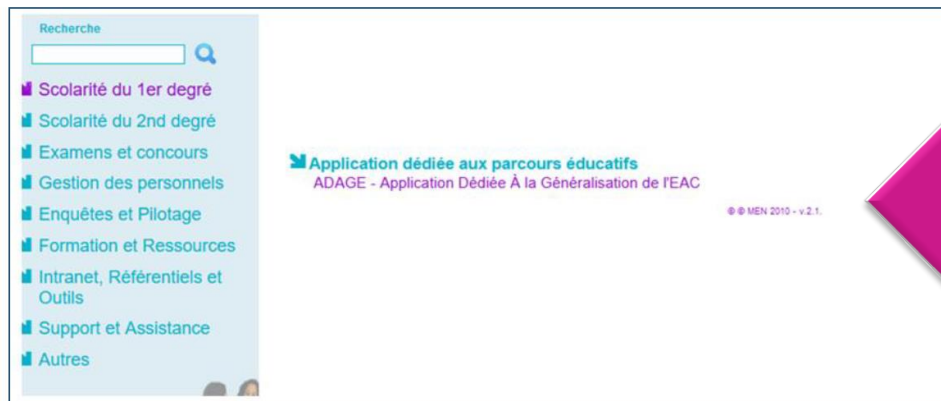 Recherche
Scolarité du 1er degré
Scolarité du 2nd degré
Examens et concours
Gestion des personnels
Enquêtes et Pilotage
Formation et Ressources
Intranet, Référentiels et
Outils
Support et Assistance
Autres
Application dédiée aux parcours éducatifs
ADAGE - Application Dédiée À la Généralisation de l'EAC
© © MEN 2010 - v.2.1.